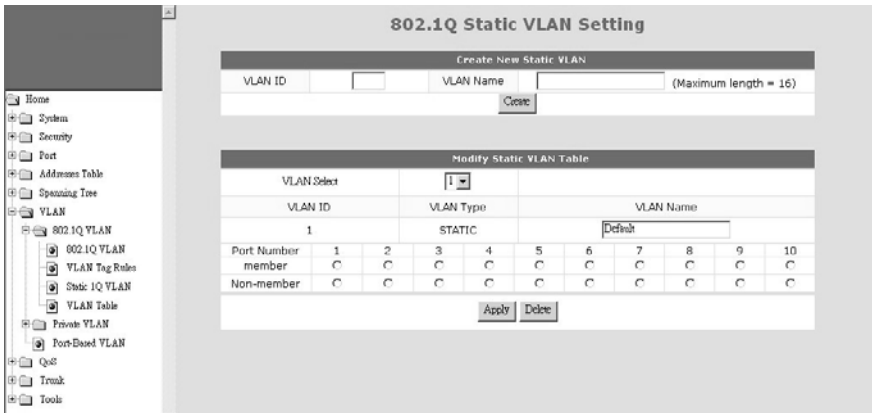 Home
System
Security
Port
Addresses Table
Spanning Tree
VLAN
802.1Q VLAN
802.1Q VLAN
VLAN Tag Rules
Static 1Q VLAN
VLAN Table
Private VLAN
Port-Based VLAN
QoS
Trunk
Tools
802.1Q Static VLAN Setting
Create New Static VLAN
VLAN ID VLAN Name (Maximum length = 16)
Create
Modify Static VLAN Table
VLAN Select 1
VLAN ID VLAN Type VLAN Name
1 STATIC Default
Port Number 1 2 3 4 5 6 7 8 9 10
member
Non-member
Apply Delete